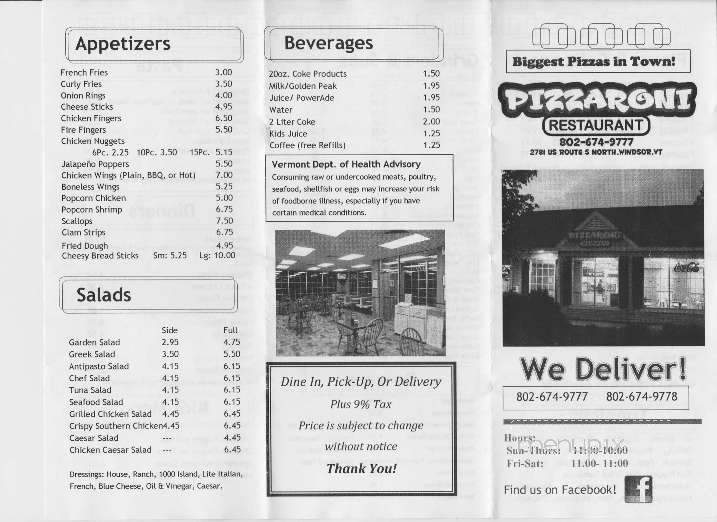 Appetizers
French Fries 3.00
Curly Fries 3.50
Onion Rings 4.00
Cheese Sticks 4.95
Chicken Fingers 6.50
Fire Fingers 5.50
Chicken Nuggets
6Pc. 2.25 10Pc. 3.50 15Pc. 5.15
Jalapeño Poppers 5.50
Chicken Wings (Plain, BBQ, or Hot) 7.00
Boneless Wings 5.25
Popcorn Chicken 5.00
Popcorn Shrimp 6.75
Scallops 7.50
Clam Strips 6.75
Fried Dough 4.95
Cheesy Bread Sticks Sm: 5.25 Lg: 10.00
Salads
Side Full
Garden Salad 2.95 4.75
Greek Salad 3.50 5.50
Antipasto Salad 4.15 6.15
Chef Salad 4.15 6.15
Tuna Salad 4.15 6.15
Seafood Salad 4.15 6.15
Grilled Chicken Salad 4.45 6.45
Crispy Southern Chicken4.45 6.45
Caesar Salad --- 4.45
Chicken Caesar Salad --- 6.45
Dressings: House, Ranch, 1000 Island, Lite Italian,
French, Blue Cheese, Oil & Vinegar, Caesar.
Beverages
20oz. Coke Products 1.50
Milk/Golden Peak 1.95
Juice/ PowerAde 1.95
Water 1.50
2 Liter Coke 2.00
Kids Juice 1.25
Coffee (free Refills) 1.25
Vermont Dept. of Health Advisory
Consuming raw or undercooked meats, poultry,
seafood, shellfish or eggs may increase your risk
of foodborne illness, especially if you have
certain medical conditions.
Dine In, Pick-Up, Or Delivery
Plus 9% Tax
Price is subject to change
without notice
Thank You!
Biggest Pizzas in Town!
PIZZARONI
RESTAURANT
802-674-9777
2781 US ROUTE 5 NORTH,WINDSOR,VT
PIZZARONI
Coca-Cola
We Deliver!
802-674-9777 802-674-9778
Hours:
menupix
Sun-Thurs: 11:00-10:00
Fri-Sat: 11.00- 11:00
Find us on Facebook! f